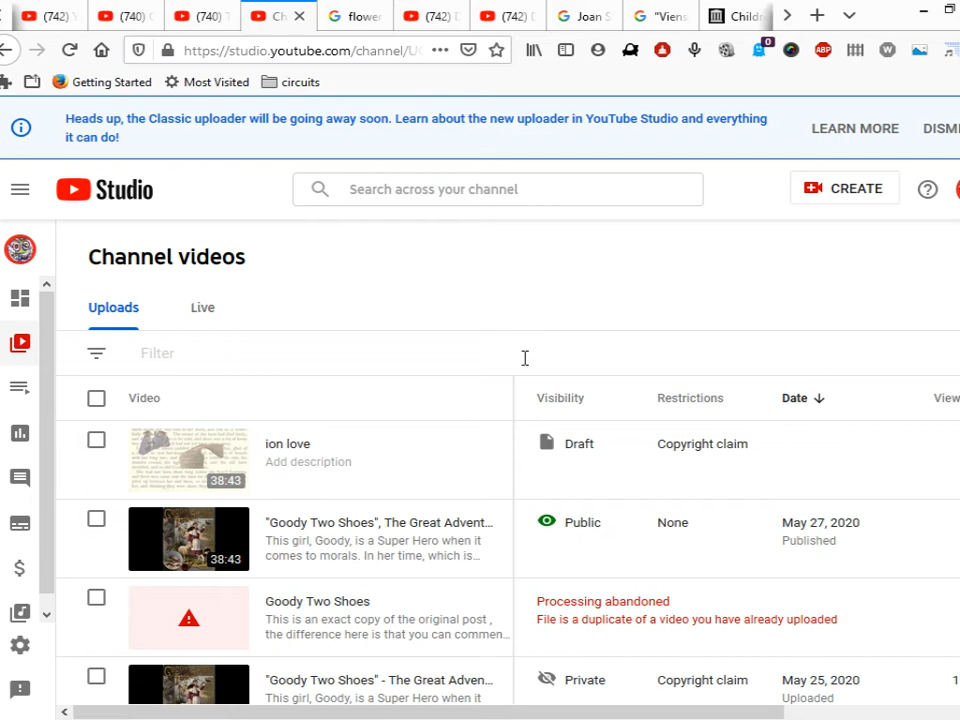 (742)
(740)
(740)
flower
(742)
(742)
Joan S
"Viens
Childr
https://studio.youtube.com/channel/U
0
ABP
W
Getting Started
Most Visited
circuits
Heads up, the Classic uploader will be going away soon. Learn about the new uploader in YouTube Studio and everything
it can do!
LEARN MORE
DISM
Studio
Search across your channel
CREATE
Channel videos
Uploads
Live
Filter
Video
Visibility
Restrictions
Date
View
38:43
ion love
Add description
Draft
Copyright claim
38:43
"Goody Two Shoes", The Great Advent...
This girl, Goody, is a Super Hero when it
comes to morals. In her time, which is...
Public
None
May 27, 2020
Published
Goody Two Shoes
This is an exact copy of the original post ,
the difference here is that you can commen...
Processing abandoned
File is a duplicate of a video you have already uploaded
"Goody Two Shoes" - The Great Adven...
This girl, Goody, is a Super Hero when it
Private
Copyright claim
May 25, 2020
Uploaded
1